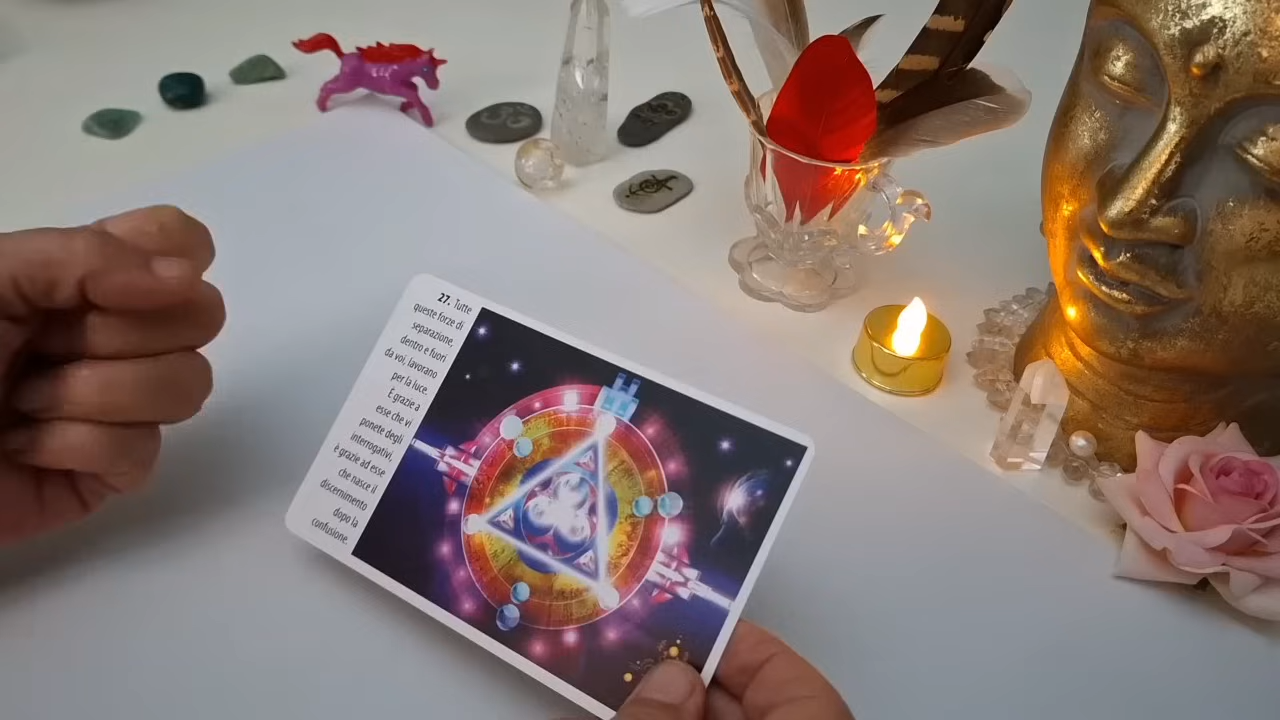 27. Tutte
queste forze di
separazione,
dentro e fuori
da voi, lavorano
per la luce.
È grazie a
esse che vi
ponete degli
interrogativi,
è grazie ad esse
che nasce il
discernimento
dopo la
confusione.